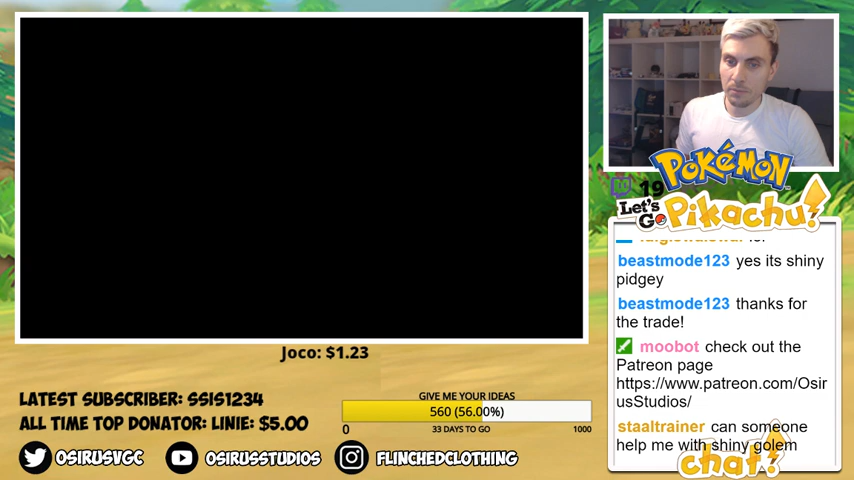 Joco: $1.23
LATEST SUBSCRIBER: SSIS1234
ALL TIME TOP DONATOR: LINIE: $5.00
GIVE ME YOUR IDEAS
560 (56.00%)
0 33 DAYS TO GO 1000
OSIRUSVGC OSIRUSSTUDIOS FLINCHEDCLOTHING
POKéMON
19
Let's
Go
Pikachu!
beastmode123 yes its shiny
pidgey
beastmode123 thanks for
the trade!
moobot check out the
Patreon page
https://www.patreon.com/Osir
usStudios/
staaltrainer can someone
help me with shiny golem
chat!